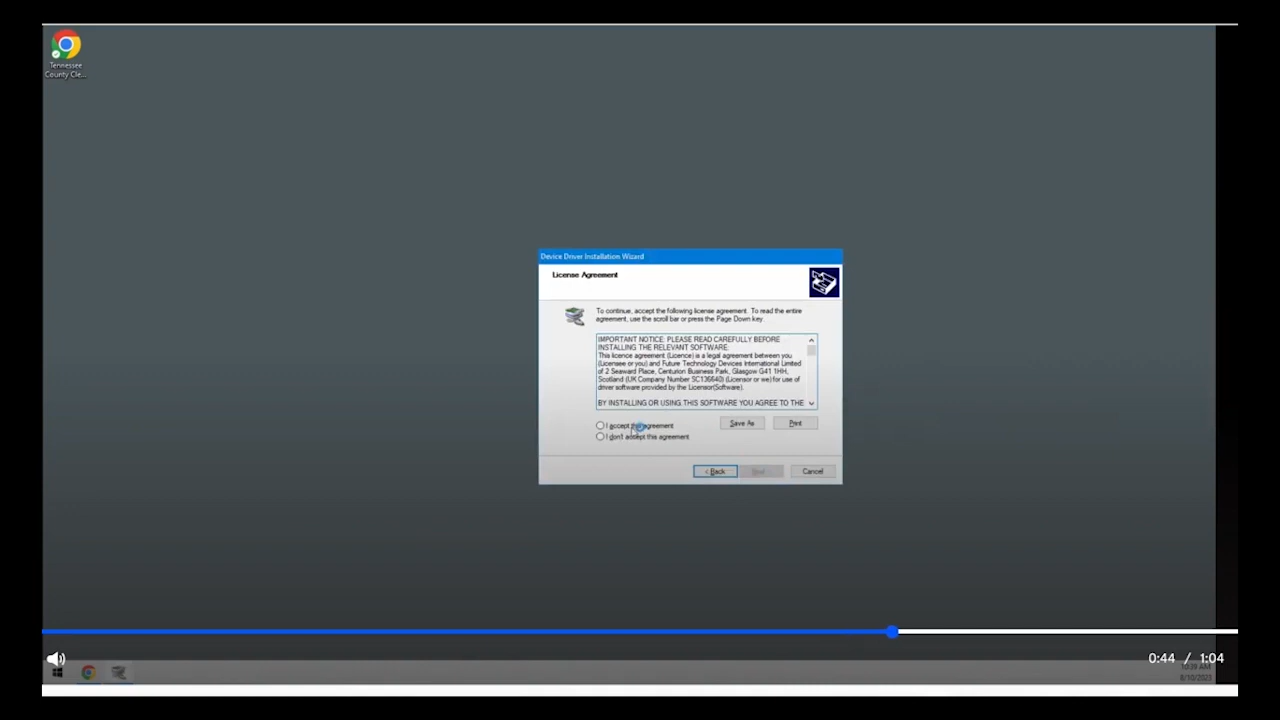 Tennessee
County Cle...
Device Driver Installation Wizard
License Agreement
To continue, accept the following license agreement. To read the entire
agreement, use the scroll bar or press the Page Down key.
IMPORTANT NOTICE: PLEASE READ CAREFULLY BEFORE
INSTALLING THE RELEVANT SOFTWARE:
This licence agreement (Licence) is a legal agreement between you
(Licensee or you) and Future Technology Devices International Limited
of 2 Seaward Place, Centurion Business Park, Glasgow G41 1HH,
Scotland (UK Company Number SC136640) (Licensor or we) for use of
driver software provided by the Licensor(Software).
BY INSTALLING OR USING THIS SOFTWARE YOU AGREE TO THE
I accept this agreement
Save As
Print
I don't accept this agreement
< Back
Next
Cancel
0:44 / 1:04
10:39 AM
8/10/2023